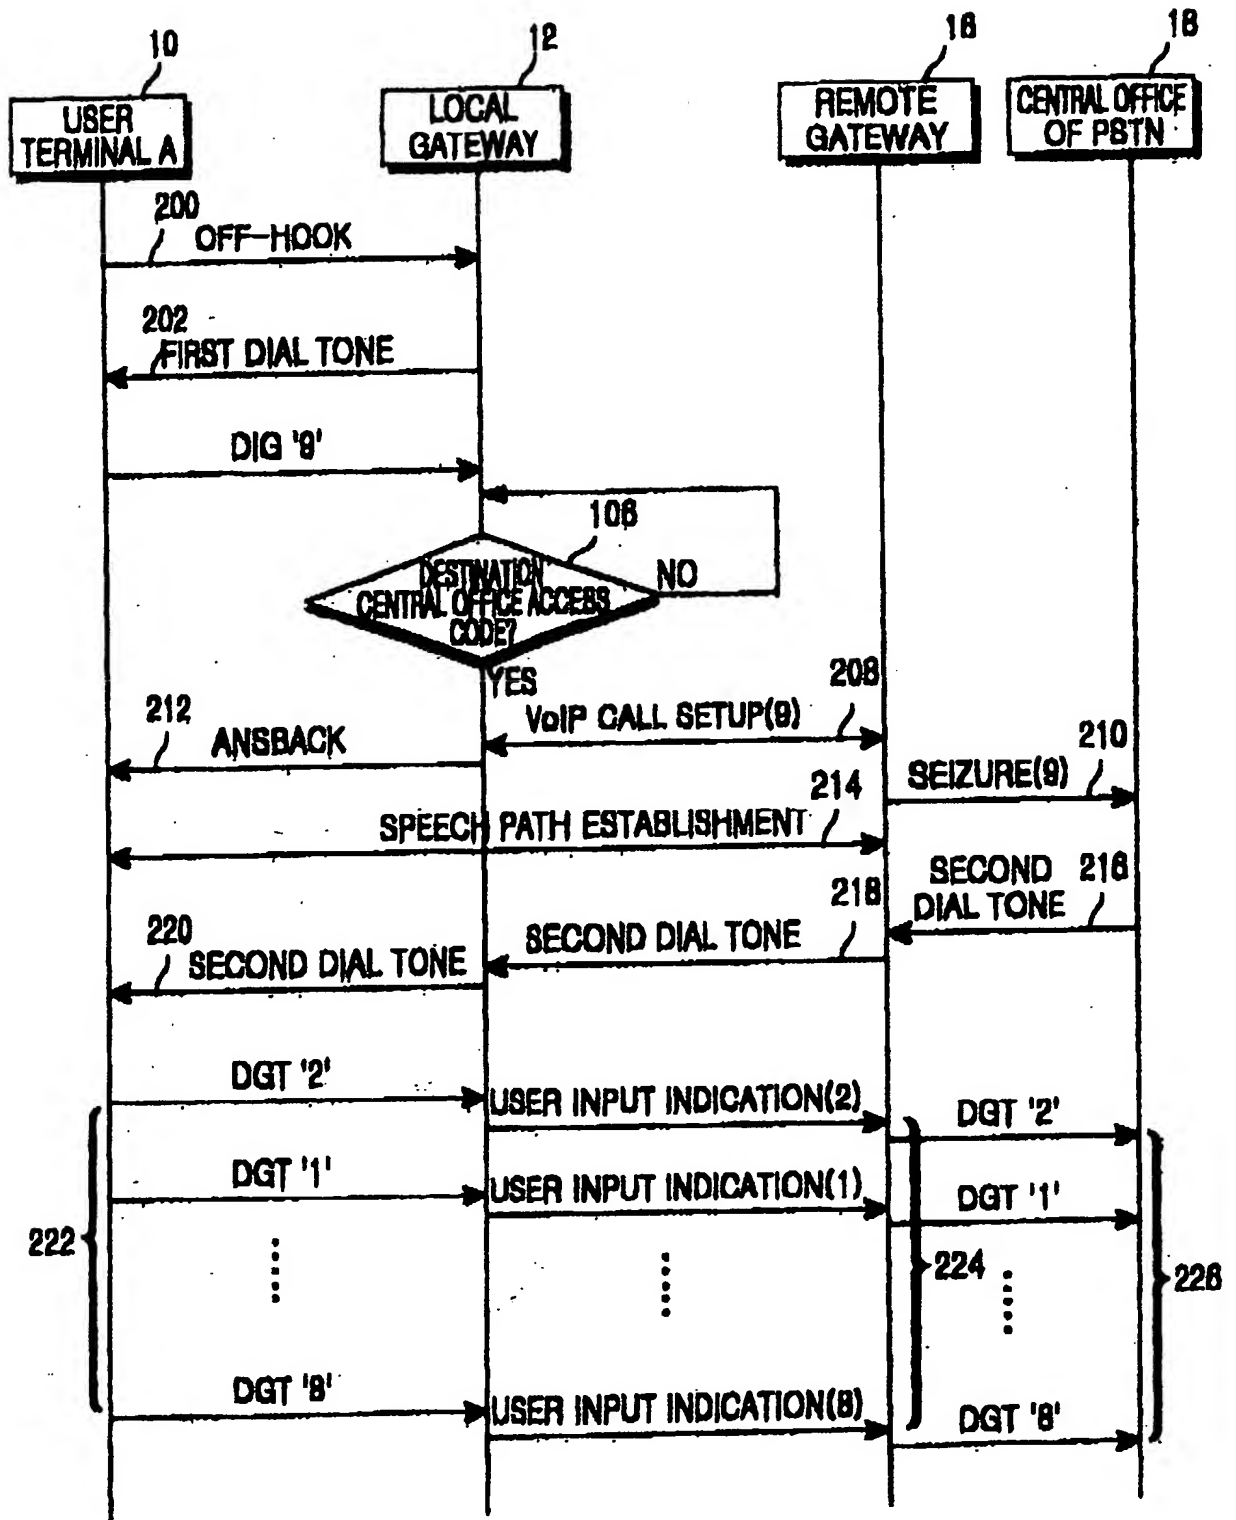 10
12
16
18
USER
TERMINAL A
LOCAL
GATEWAY
REMOTE
GATEWAY
CENTRAL OFFICE
OF PSTN
200
OFF-HOOK
202
FIRST DIAL TONE
DIG '9'
106
DESTINATION
CENTRAL OFFICE ACCESS
CODE?
NO
YES
208
VoIP CALL SETUP(9)
212
ANSBACK
210
SEIZURE(9)
214
SPEECH PATH ESTABLISHMENT
SECOND
DIAL TONE
216
218
SECOND DIAL TONE
220
SECOND DIAL TONE
DGT '2'
USER INPUT INDICATION(2)
DGT '2'
DGT '1'
USER INPUT INDICATION(1)
DGT '1'
222
224
226
DGT '8'
USER INPUT INDICATION(8)
DGT '8'